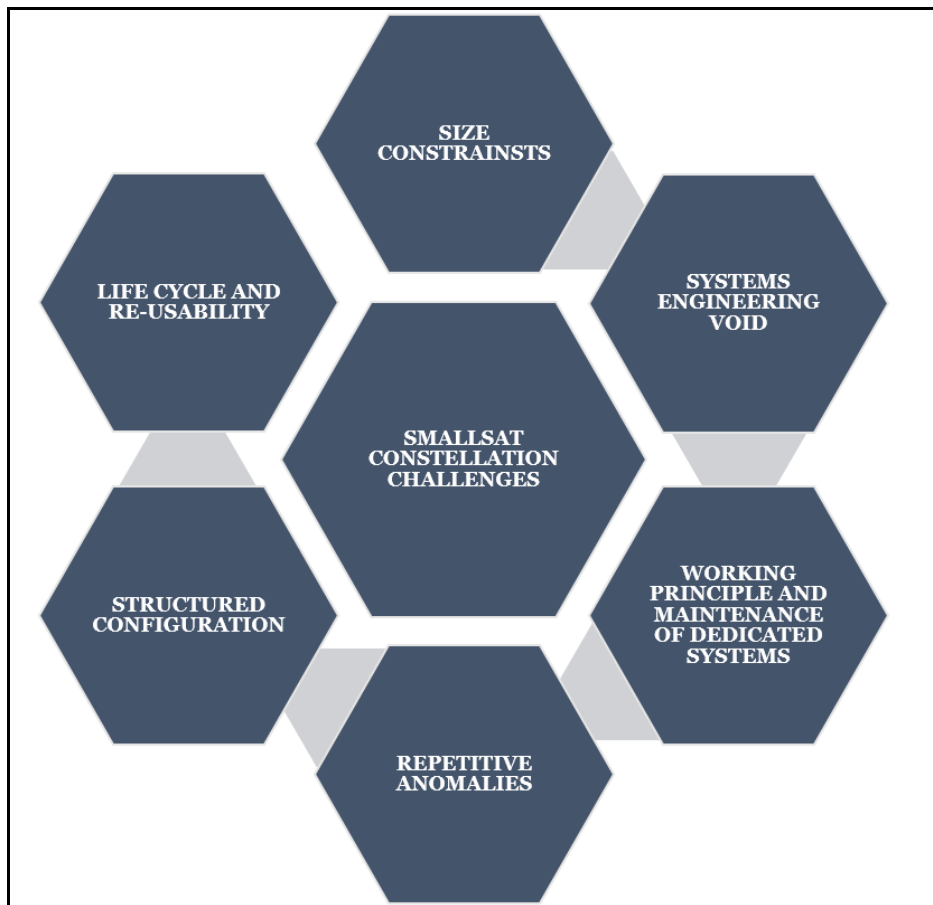 SIZE
CONSTRAINSTS
SYSTEMS
ENGINEERING
VOID
LIFE CYCLE AND
RE-USABILITY
SMALLSAT
CONSTELLATION
CHALLENGES
WORKING
PRINCIPLE AND
MAINTENANCE
OF DEDICATED
SYSTEMS
STRUCTURED
CONFIGURATION
REPETITIVE
ANOMALIES